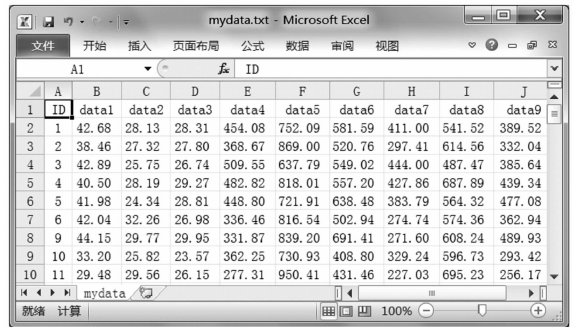 mydata.txt - Microsoft Excel
文件 开始 插入 页面布局 公式 数据 审阅 视图
A1 fx ID
A B C D E F G H I J
1 ID data1 data2 data3 data4 data5 data6 data7 data8 data9
2 1 42.68 28.13 28.31 454.08 752.09 581.59 411.00 541.52 389.52
3 2 38.46 27.32 27.80 368.67 869.00 520.76 297.41 614.56 332.04
4 3 42.89 25.75 26.74 509.55 637.79 549.02 444.00 487.47 385.64
5 4 40.50 28.19 29.27 482.82 818.01 557.20 427.86 687.89 439.34
6 5 41.98 24.34 28.81 448.80 721.91 638.48 383.79 564.32 477.08
7 6 42.04 32.26 26.98 336.46 816.54 502.94 274.74 574.36 362.94
8 9 44.15 29.77 29.95 331.87 839.20 691.41 271.60 608.24 489.93
9 10 33.20 25.82 23.57 362.25 730.93 408.80 329.24 596.73 293.42
10 11 29.48 29.56 26.15 277.31 950.41 431.46 227.03 695.23 256.17
mydata
就绪 计算 100%